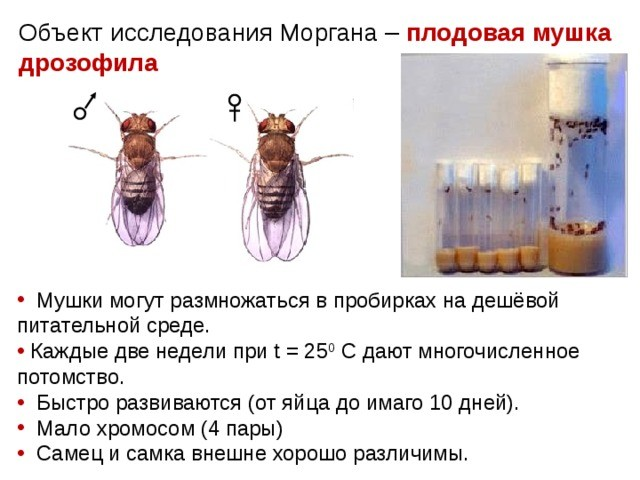 Объект исследования Моргана – плодовая мушка
дрозофила
♂ ♀
• Мушки могут размножаться в пробирках на дешёвой
питательной среде.
• Каждые две недели при t = 25⁰ С дают многочисленное
потомство.
• Быстро развиваются (от яйца до имаго 10 дней).
• Мало хромосом (4 пары)
• Самец и самка внешне хорошо различимы.